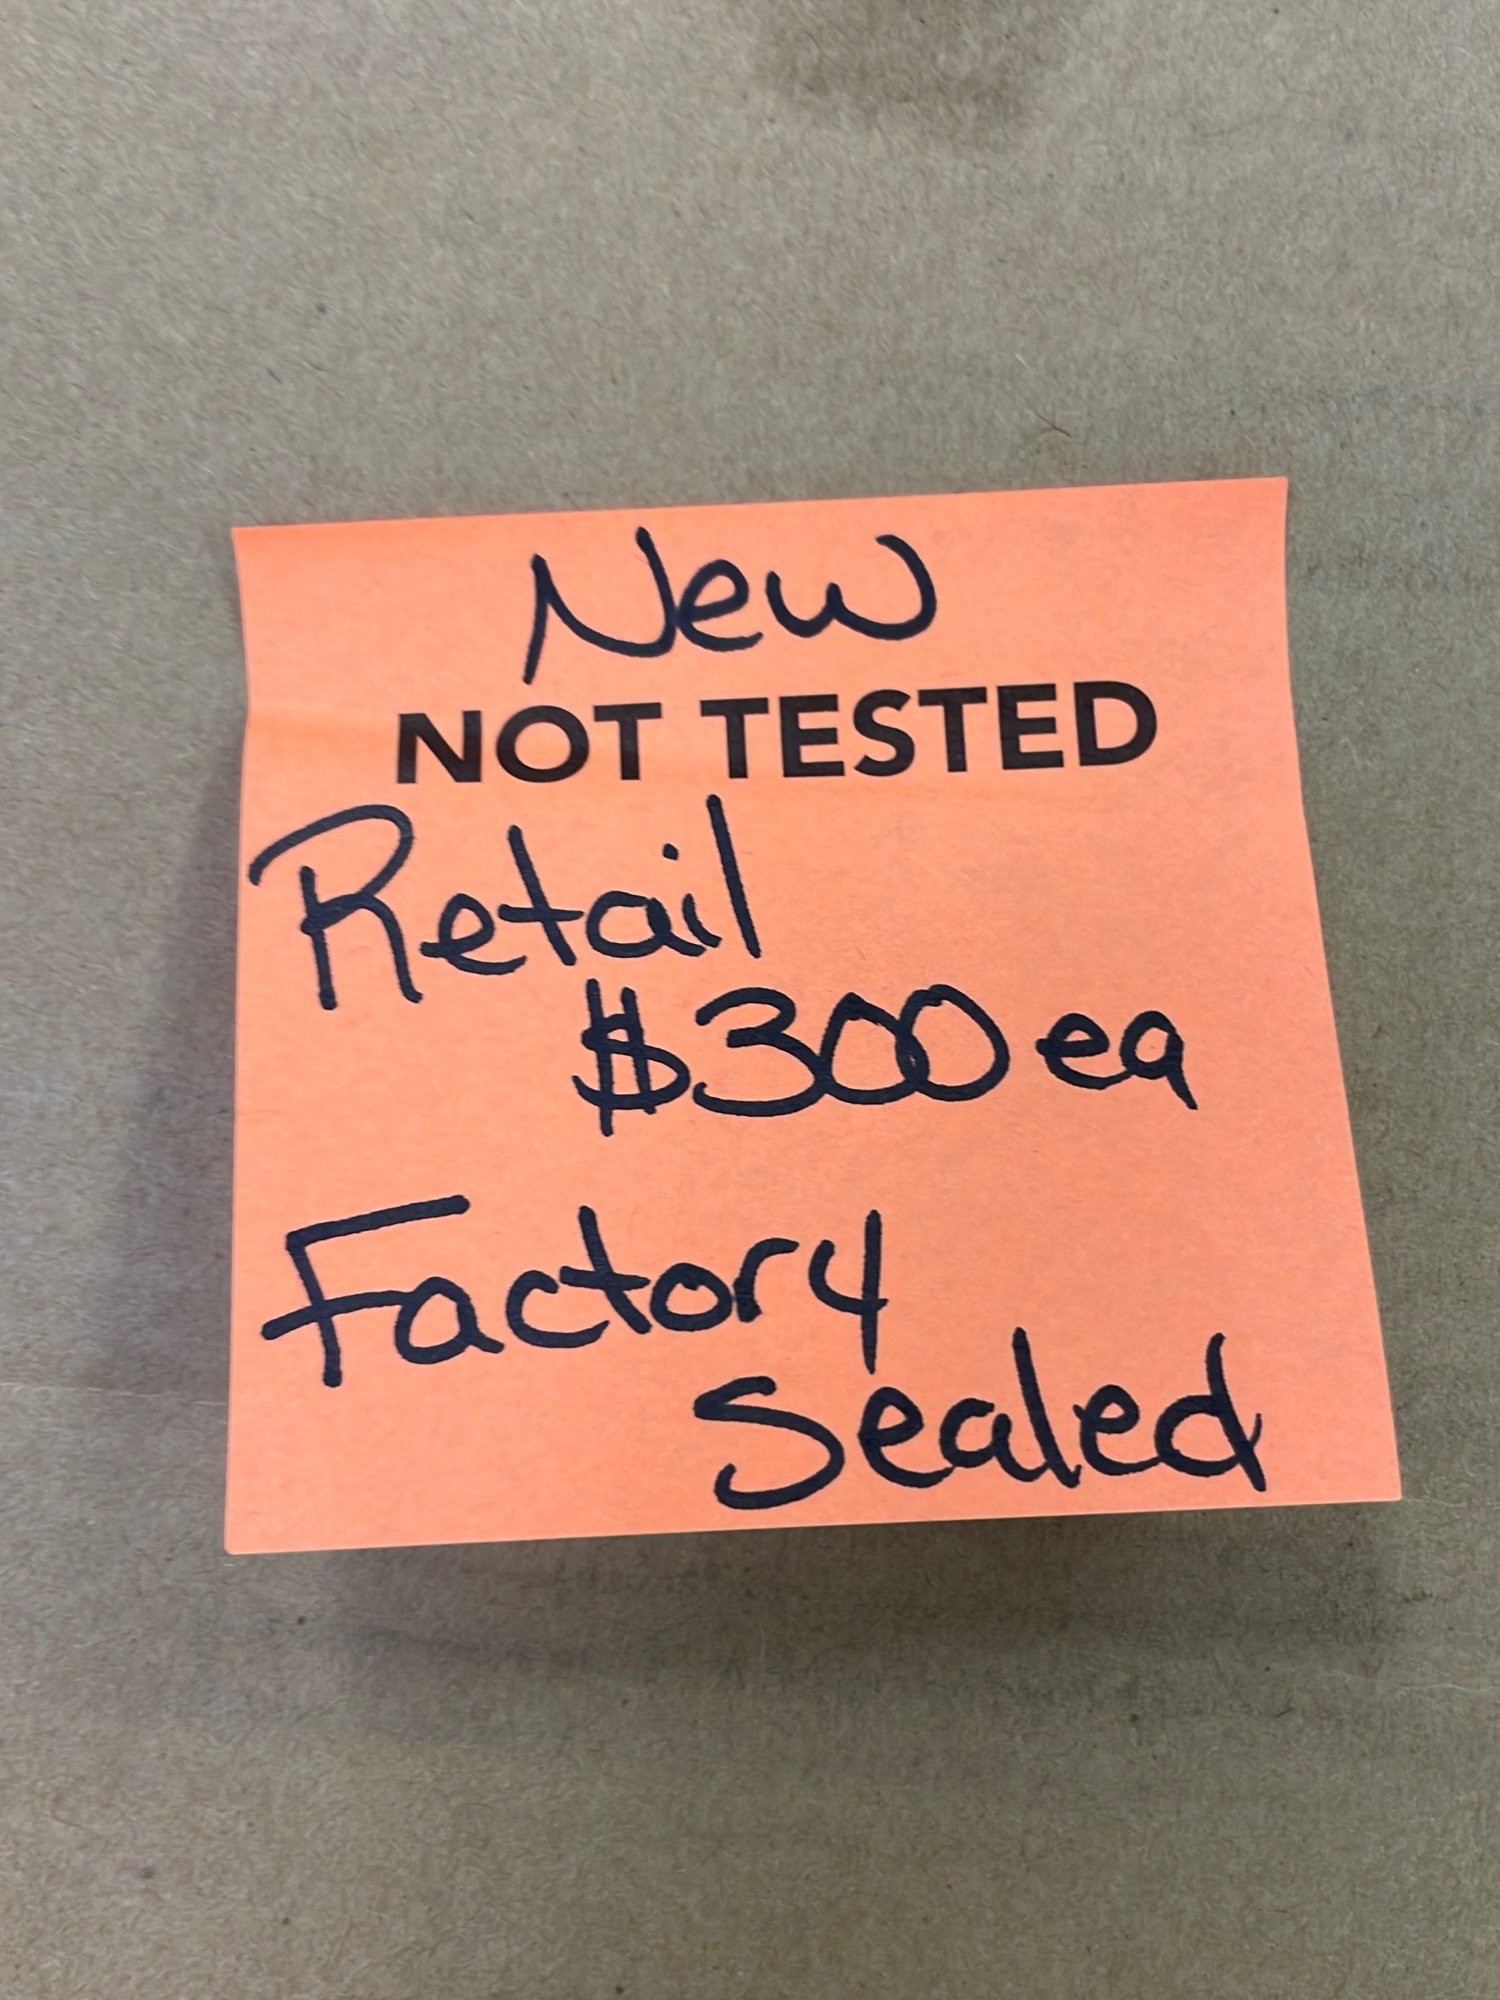 New
NOT TESTED
Retail
$300 ea
Factory
Sealed